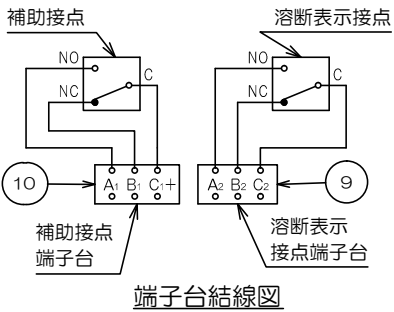 補助接点
溶断表示接点
NO
C
NC
NO
C
NC
10
A1 B1 C1+
A2 B2 C2
9
補助接点
端子台
溶断表示
接点端子台
端子台結線図